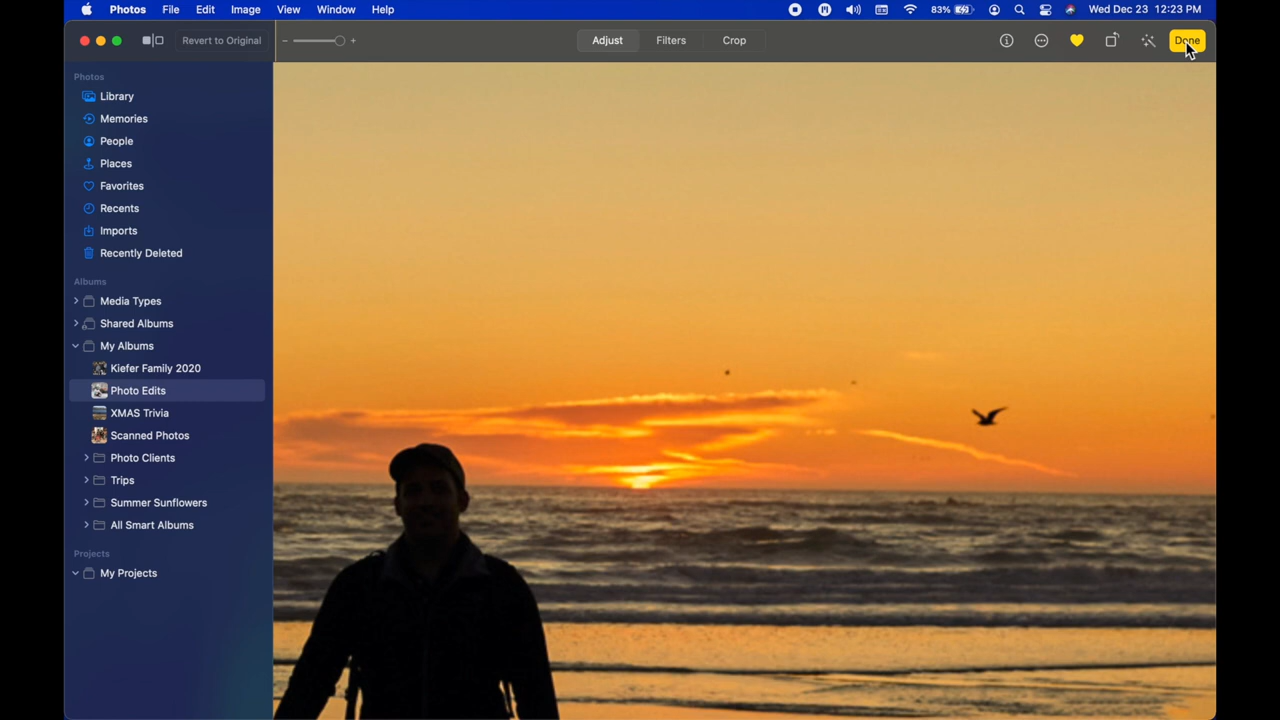 Photos File Edit Image View Window Help 83% Wed Dec 23 12:23 PM
Revert to Original Adjust Filters Crop Done
Photos
Library
Memories
People
Places
Favorites
Recents
Imports
Recently Deleted
Albums
Media Types
Shared Albums
My Albums
Kiefer Family 2020
Photo Edits
XMAS Trivia
Scanned Photos
Photo Clients
Trips
Summer Sunflowers
All Smart Albums
Projects
My Projects